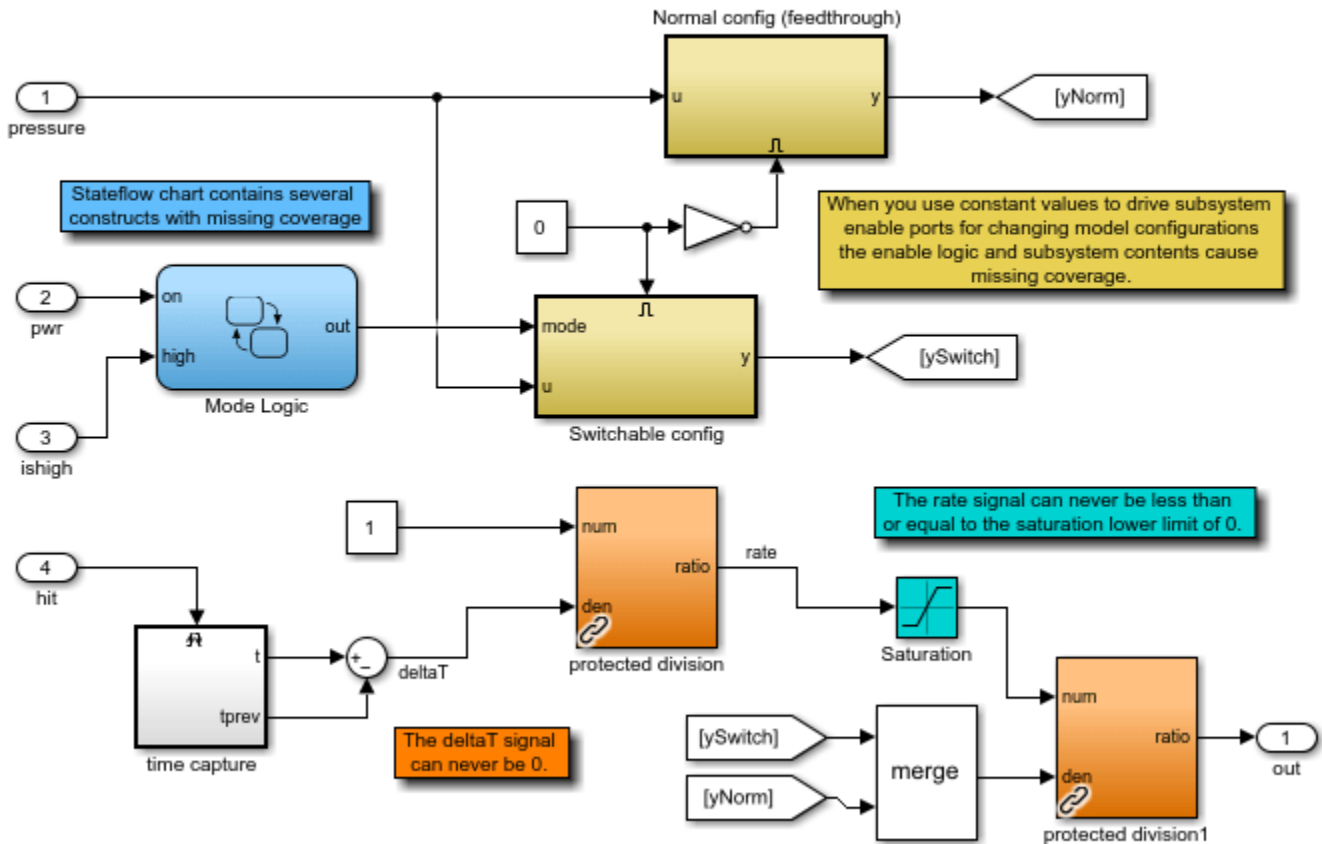 Normal config (feedthrough)
1
pressure
u
y
[yNorm]
Stateflow chart contains several
constructs with missing coverage
0
When you use constant values to drive subsystem
enable ports for changing model configurations
the enable logic and subsystem contents cause
missing coverage.
2
pwr
on
high
out
Mode Logic
mode
u
y
[ySwitch]
Switchable config
3
ishigh
1
num
den
ratio
protected division
rate
The rate signal can never be less than
or equal to the saturation lower limit of 0.
4
hit
t
tprev
time capture
+
_
deltaT
The deltaT signal
can never be 0.
Saturation
[ySwitch]
[yNorm]
merge
num
den
ratio
protected division1
1
out